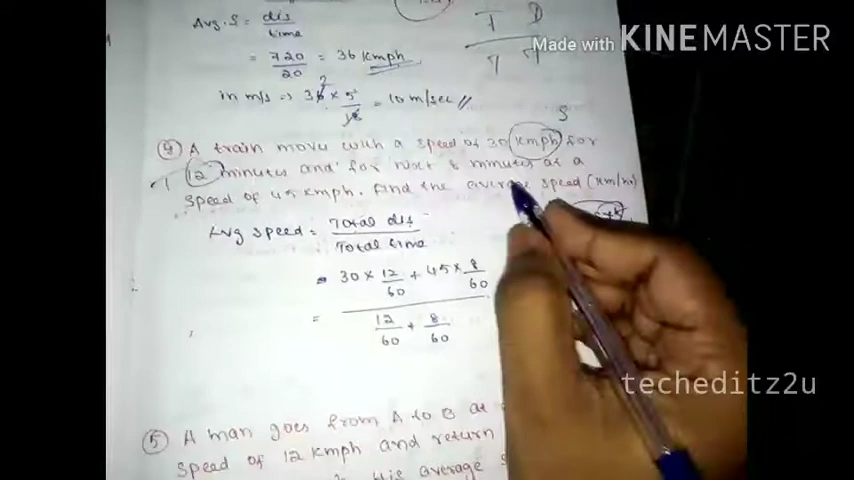 Avg.S = dis/time
= 720/20 = 36 kmph
in m/s => 36 × 5/18 = 10 m/sec //
T D
T T
Made with KINEMASTER
S
④ A train move with a speed of 30 kmph for
T 12 minutes and for next 8 minutes at a
speed of 45 kmph. Find the average speed (km/hr)
Avg speed = Total dis/Total time
= 30 × 12/60 + 45 × 8/60
= 12/60 + 8/60
techeditz2u
⑤ A man goes from A to B at
speed of 12 kmph and return
His average s